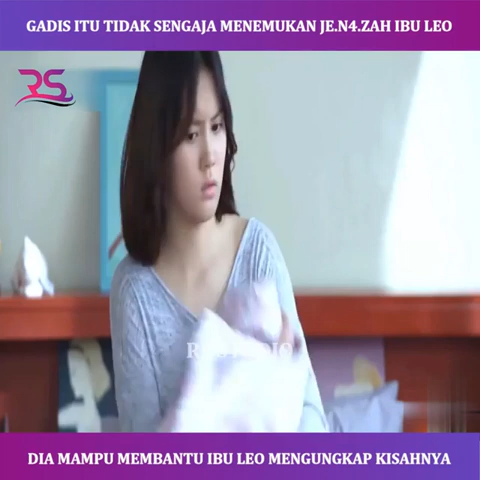 GADIS ITU TIDAK SENGAJA MENEMUKAN JE.N4.ZAH IBU LEO
RS
DIA MAMPU MEMBANTU IBU LEO MENGUNGKAP KISAHNYA